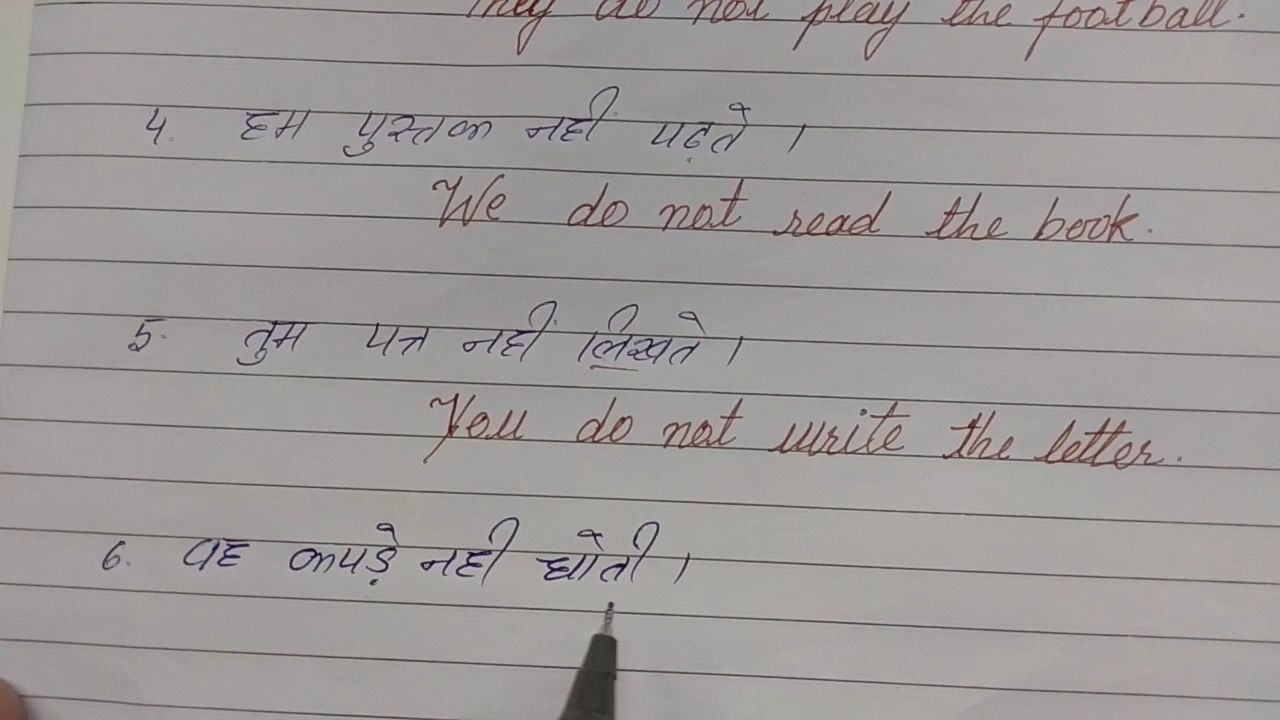 They do not play the football.
4. हम पुस्तक नहीं पढ़ते ।
We do not read the book.
5. तुम पत्र नहीं लिखते ।
You do not write the letter.
6. वह कपड़े नही धोती ।